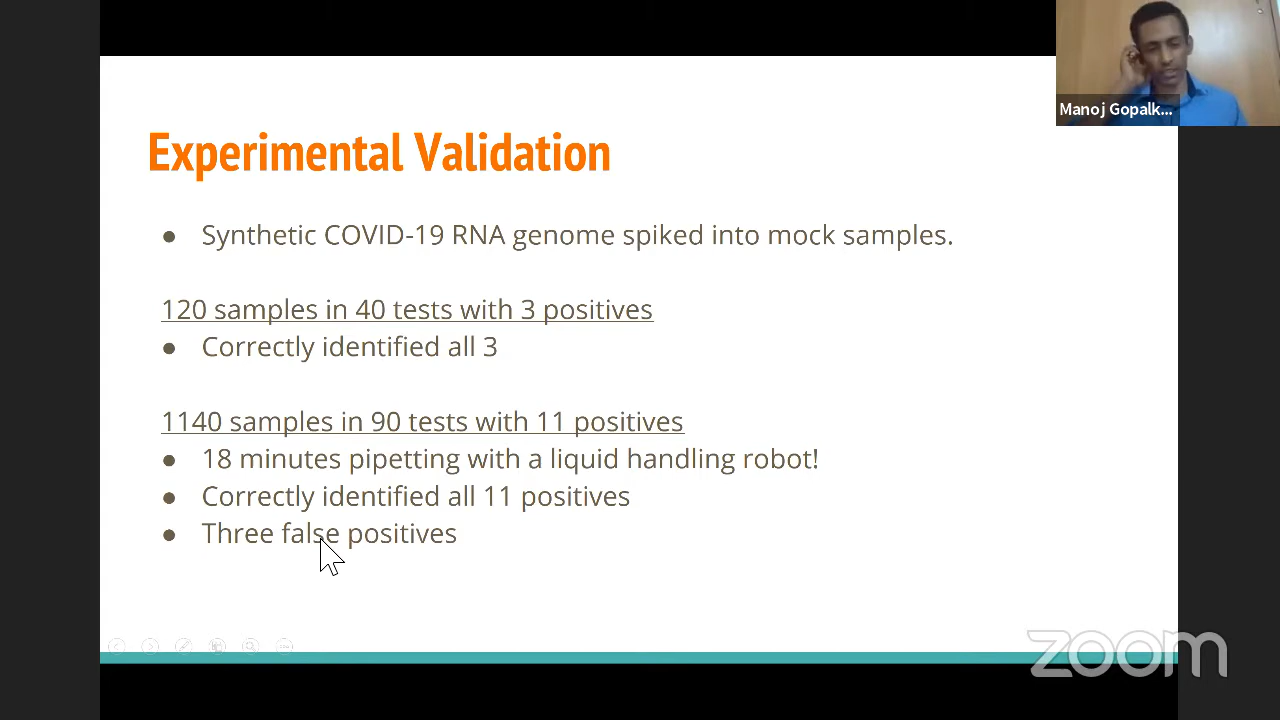 Manoj Gopalk...
Experimental Validation
● Synthetic COVID-19 RNA genome spiked into mock samples.
120 samples in 40 tests with 3 positives
● Correctly identified all 3
1140 samples in 90 tests with 11 positives
● 18 minutes pipetting with a liquid handling robot!
● Correctly identified all 11 positives
● Three false positives
zoom